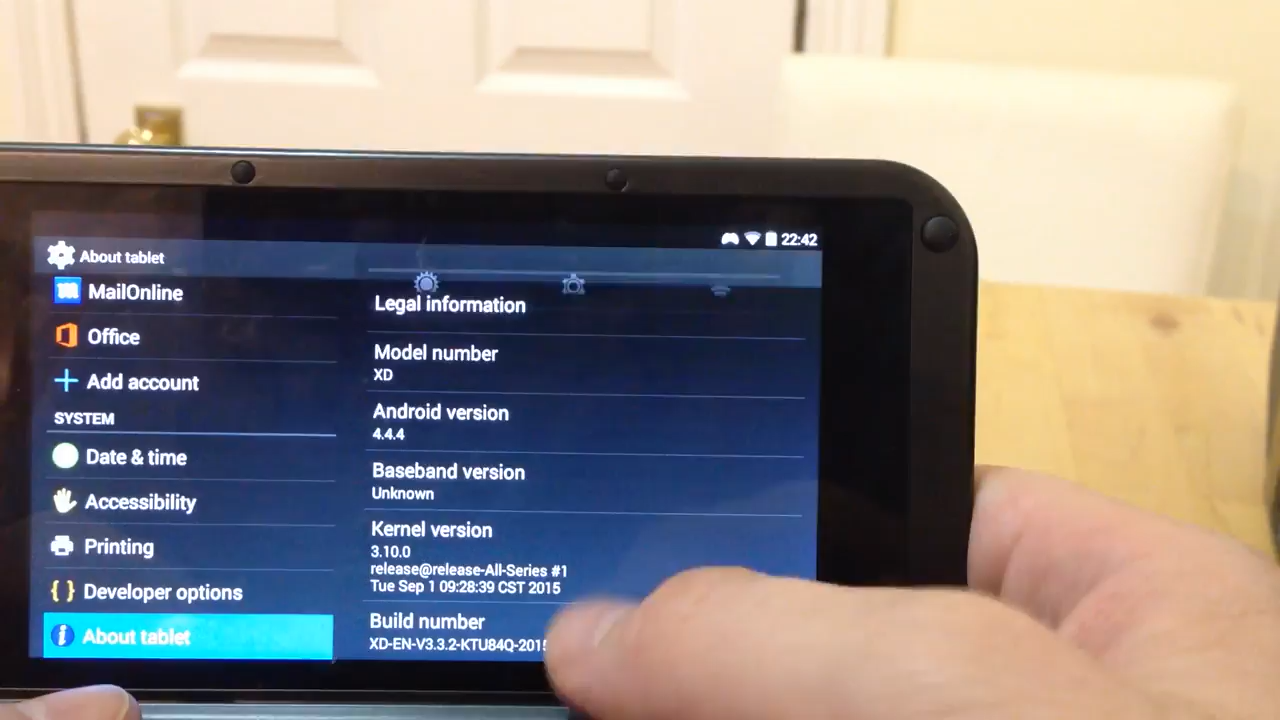 22:42
About tablet
MailOnline
Office
Add account
SYSTEM
Date & time
Accessibility
Printing
Developer options
About tablet
Legal information
Model number
XD
Android version
4.4.4
Baseband version
Unknown
Kernel version
3.10.0
release@release-All-Series #1
Tue Sep 1 09:28:39 CST 2015
Build number
XD-EN-V3.3.2-KTU84Q-2015